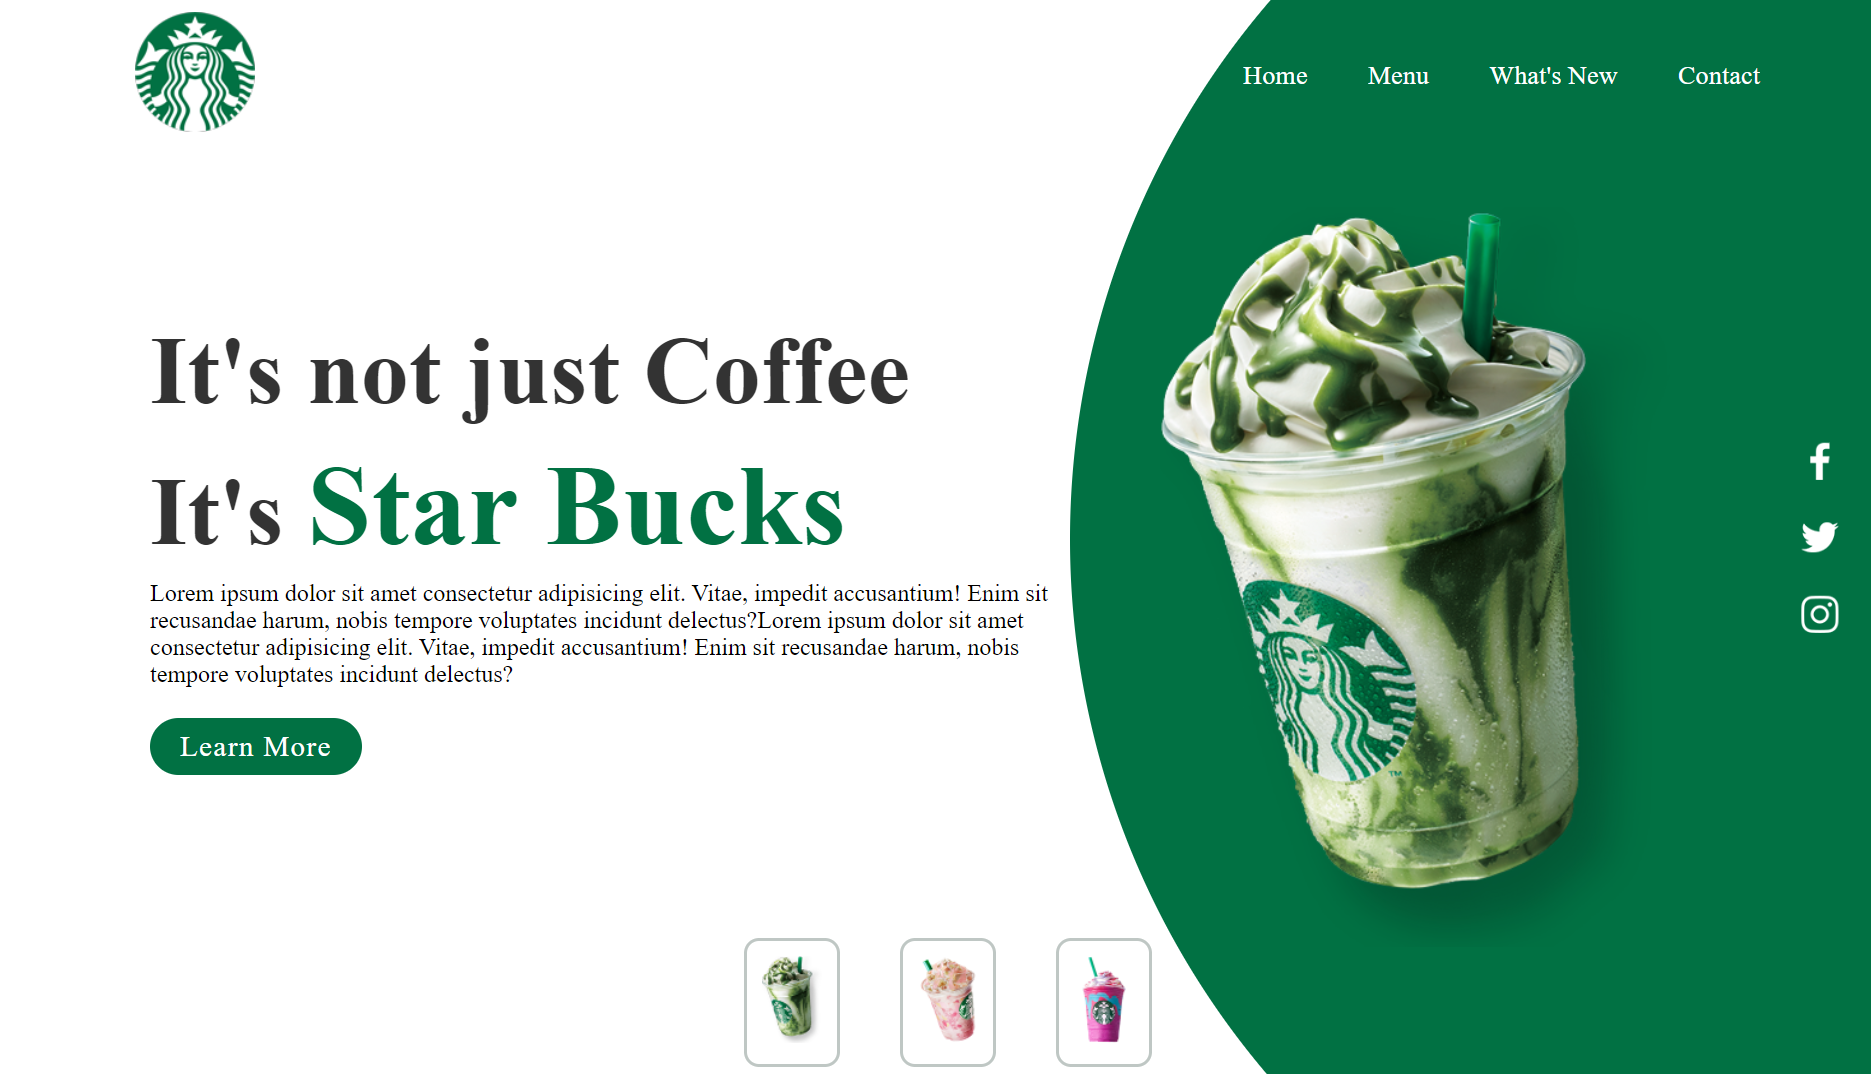 Home Menu What's New Contact
It's not just Coffee
It's Star Bucks
Lorem ipsum dolor sit amet consectetur adipisicing elit. Vitae, impedit accusantium! Enim sit
recusandae harum, nobis tempore voluptates incidunt delectus?Lorem ipsum dolor sit amet
consectetur adipisicing elit. Vitae, impedit accusantium! Enim sit recusandae harum, nobis
tempore voluptates incidunt delectus?
Learn More
TM